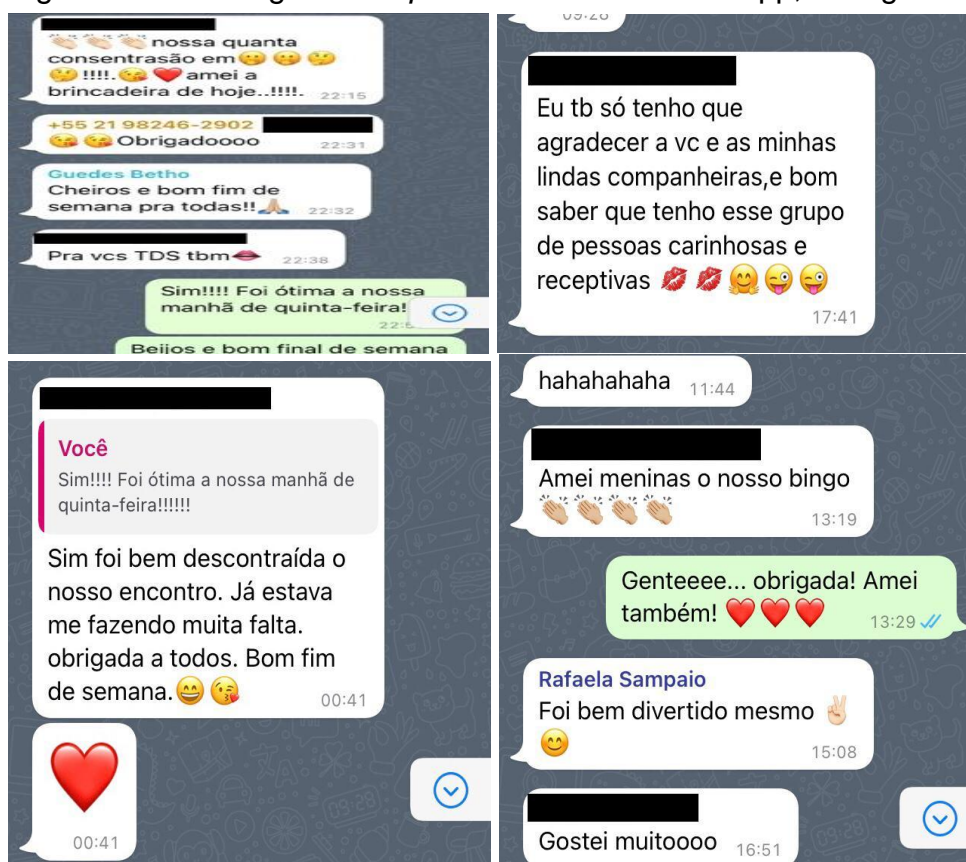 nossa quanta
consentrasão em
!!!!. amei a
brincadeira de hoje..!!!!. 22:15
+55 21 98246-2902
Obrigadoooo 22:31
Guedes Betho
Cheiros e bom fim de
semana pra todas!! 22:32
Pra vcs TDS tbm 22:38
Sim!!!! Foi ótima a nossa
manhã de quinta-feira!
Beijos e bom final de semana
09:28
Eu tb só tenho que
agradecer a vc e as minhas
lindas companheiras,e bom
saber que tenho esse grupo
de pessoas carinhosas e
receptivas
17:41
Você
Sim!!!! Foi ótima a nossa manhã de
quinta-feira!!!!!!
Sim foi bem descontraída o
nosso encontro. Já estava
me fazendo muita falta.
obrigada a todos. Bom fim
de semana. 00:41
00:41
hahahahaha 11:44
Amei meninas o nosso bingo
13:19
Genteeee... obrigada! Amei
também! 13:29
Rafaela Sampaio
Foi bem divertido mesmo
15:08
Gostei muitoooo 16:51